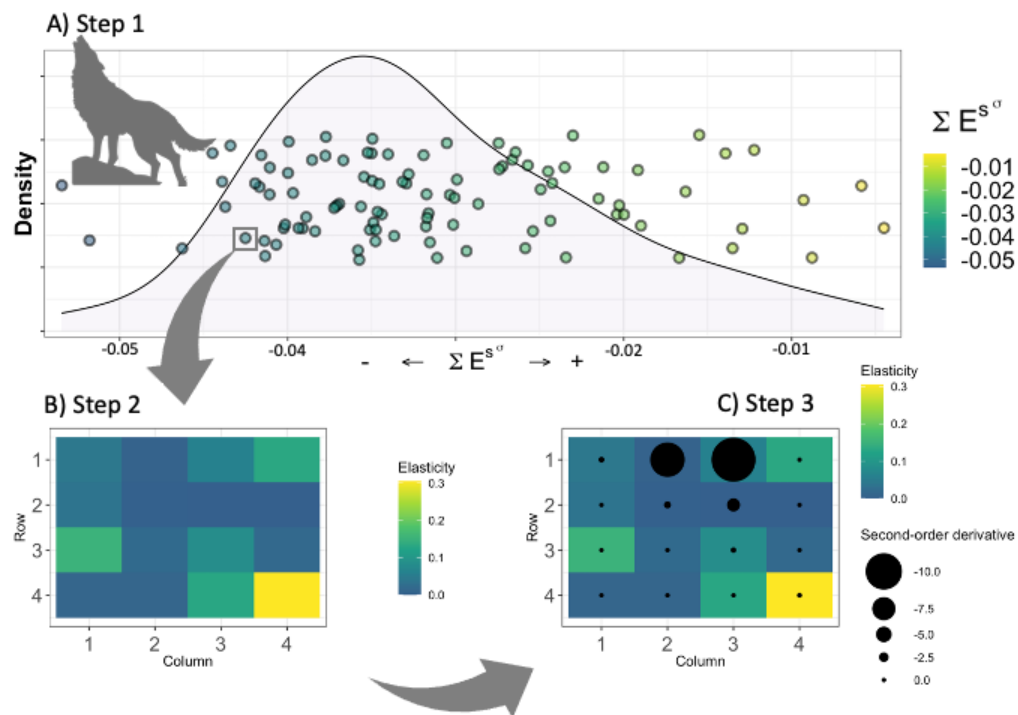 A) Step 1
Density
Σ E^s^σ
-0.01
-0.02
-0.03
-0.04
-0.05
-0.05
-0.04
-0.02
-0.01
- ← Σ E^s^σ → +
B) Step 2
Elasticity
0.3
0.2
0.1
0.0
Row
1
2
3
4
1
2
3
4
Column
C) Step 3
Elasticity
0.3
0.2
0.1
0.0
Row
1
2
3
4
1
2
3
4
Column
Second-order derivative
-10.0
-7.5
-5.0
-2.5
0.0